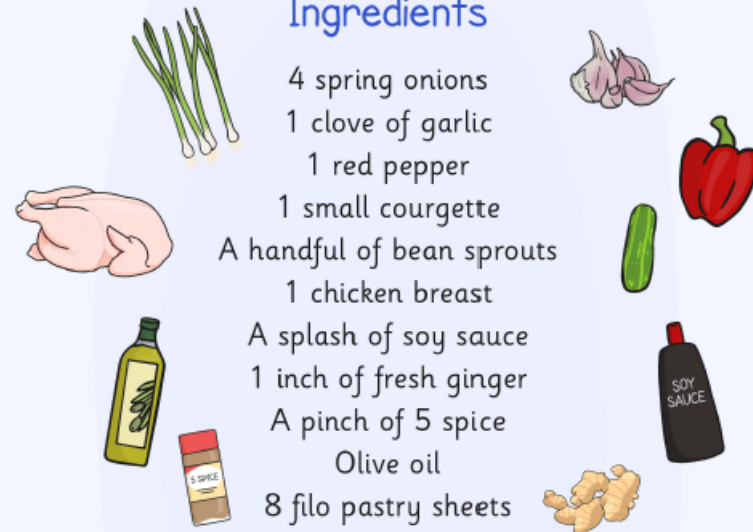 Ingredients
4 spring onions
1 clove of garlic
1 red pepper
1 small courgette
A handful of bean sprouts
1 chicken breast
A splash of soy sauce
1 inch of fresh ginger
A pinch of 5 spice
Olive oil
8 filo pastry sheets
SOY
SAUCE
5 SPICE